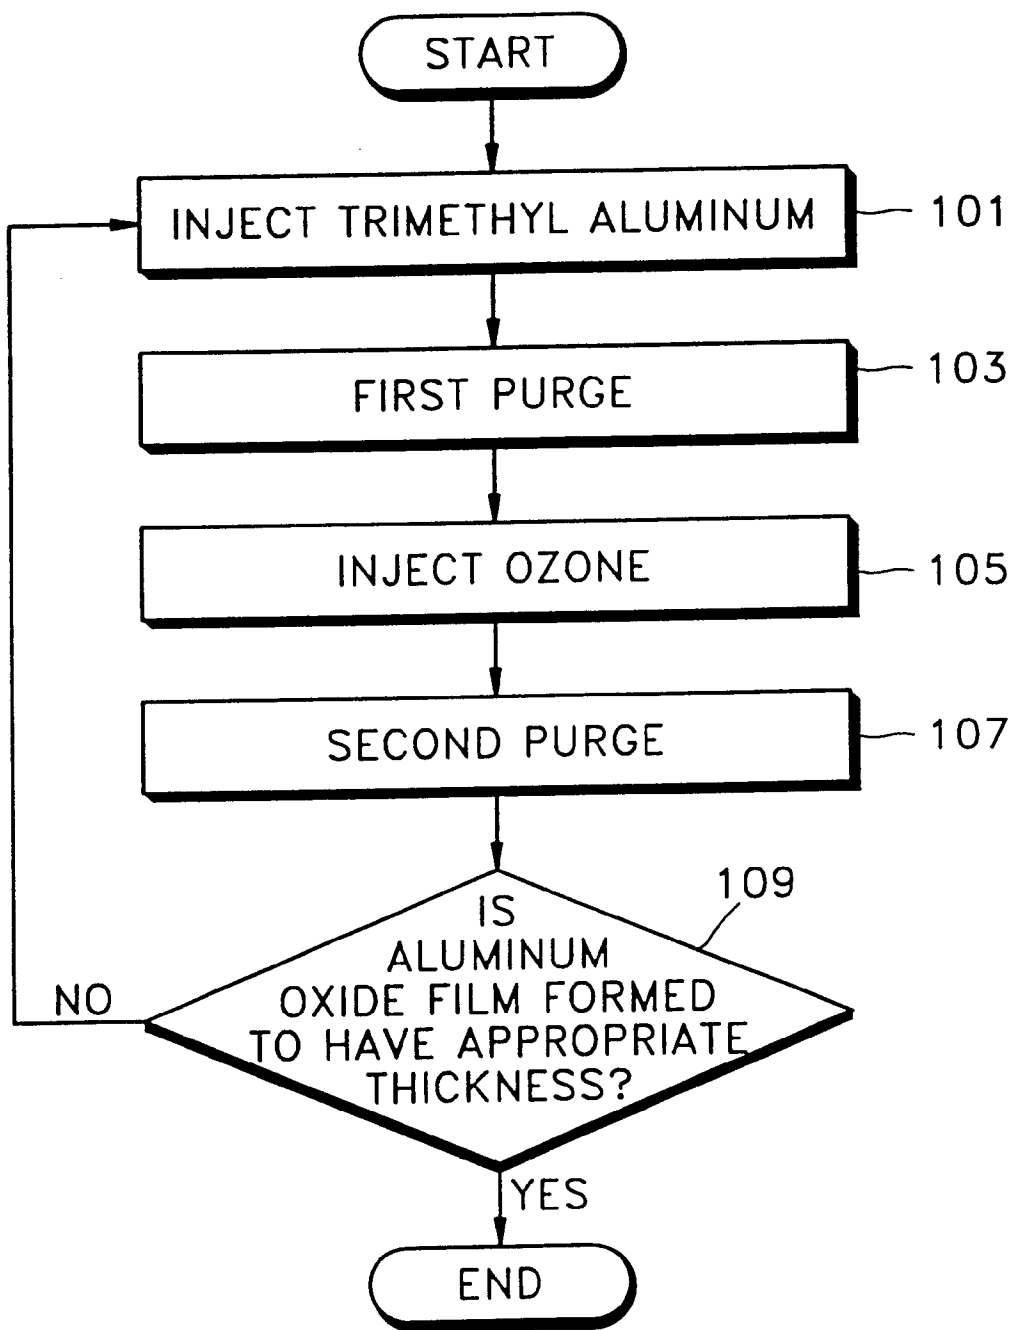 START
INJECT TRIMETHYL ALUMINUM
101
FIRST PURGE
103
INJECT OZONE
105
SECOND PURGE
107
109
IS
ALUMINUM
OXIDE FILM FORMED
TO HAVE APPROPRIATE
THICKNESS?
NO
YES
END